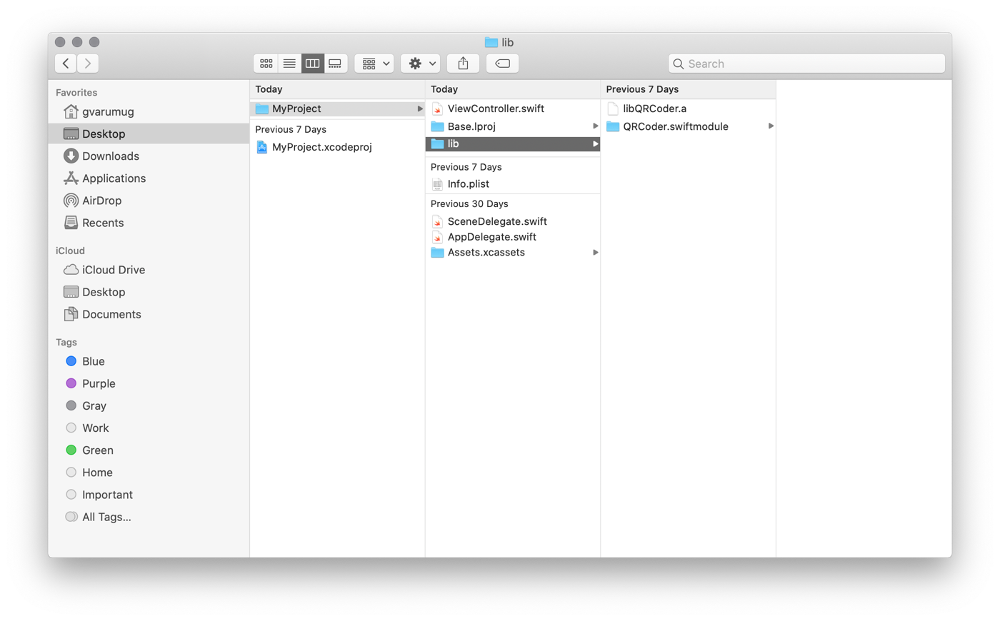 lib
Search
Favorites
gvarumug
Desktop
Downloads
Applications
AirDrop
Recents
iCloud
iCloud Drive
Desktop
Documents
Tags
Blue
Purple
Gray
Work
Green
Home
Important
All Tags...
Today
MyProject
Previous 7 Days
MyProject.xcodeproj
Today
ViewController.swift
Base.lproj
lib
Previous 7 Days
Info.plist
Previous 30 Days
SceneDelegate.swift
AppDelegate.swift
Assets.xcassets
Previous 7 Days
libQRCoder.a
QRCoder.swiftmodule